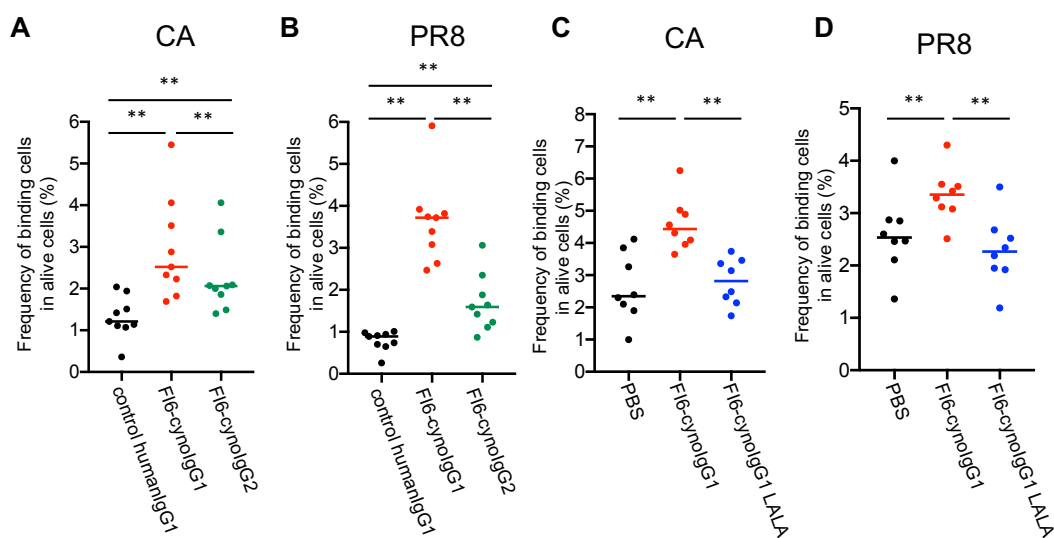 A
CA
**
**
**
Frequency of binding cells
in alive cells (%)
6
5
4
3
2
1
0
control humanIgG1
FI6-cynoIgG1
FI6-cynoIgG2
B
PR8
**
**
**
Frequency of binding cells
in alive cells (%)
6
5
4
3
2
1
0
control humanIgG1
FI6-cynoIgG1
FI6-cynoIgG2
C
CA
**
**
Frequency of binding cells
in alive cells (%)
8
7
6
5
4
3
2
1
0
PBS
FI6-cynoIgG1
FI6-cynoIgG1 LALA
D
PR8
**
**
Frequency of binding cells
in alive cells (%)
5
4
3
2
1
0
PBS
FI6-cynoIgG1
FI6-cynoIgG1 LALA